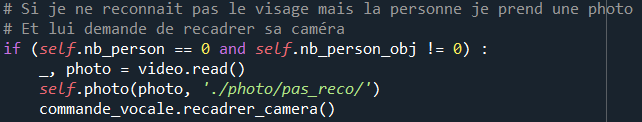 # Si je ne reconnait pas le visage mais la personne je prend une photo
# Et lui demande de recadrer sa caméra
if (self.nb_person == 0 and self.nb_person_obj != 0) :
    _, photo = video.read()
    self.photo(photo, './photo/pas_reco/')
    commande_vocale.recadrer_camera()